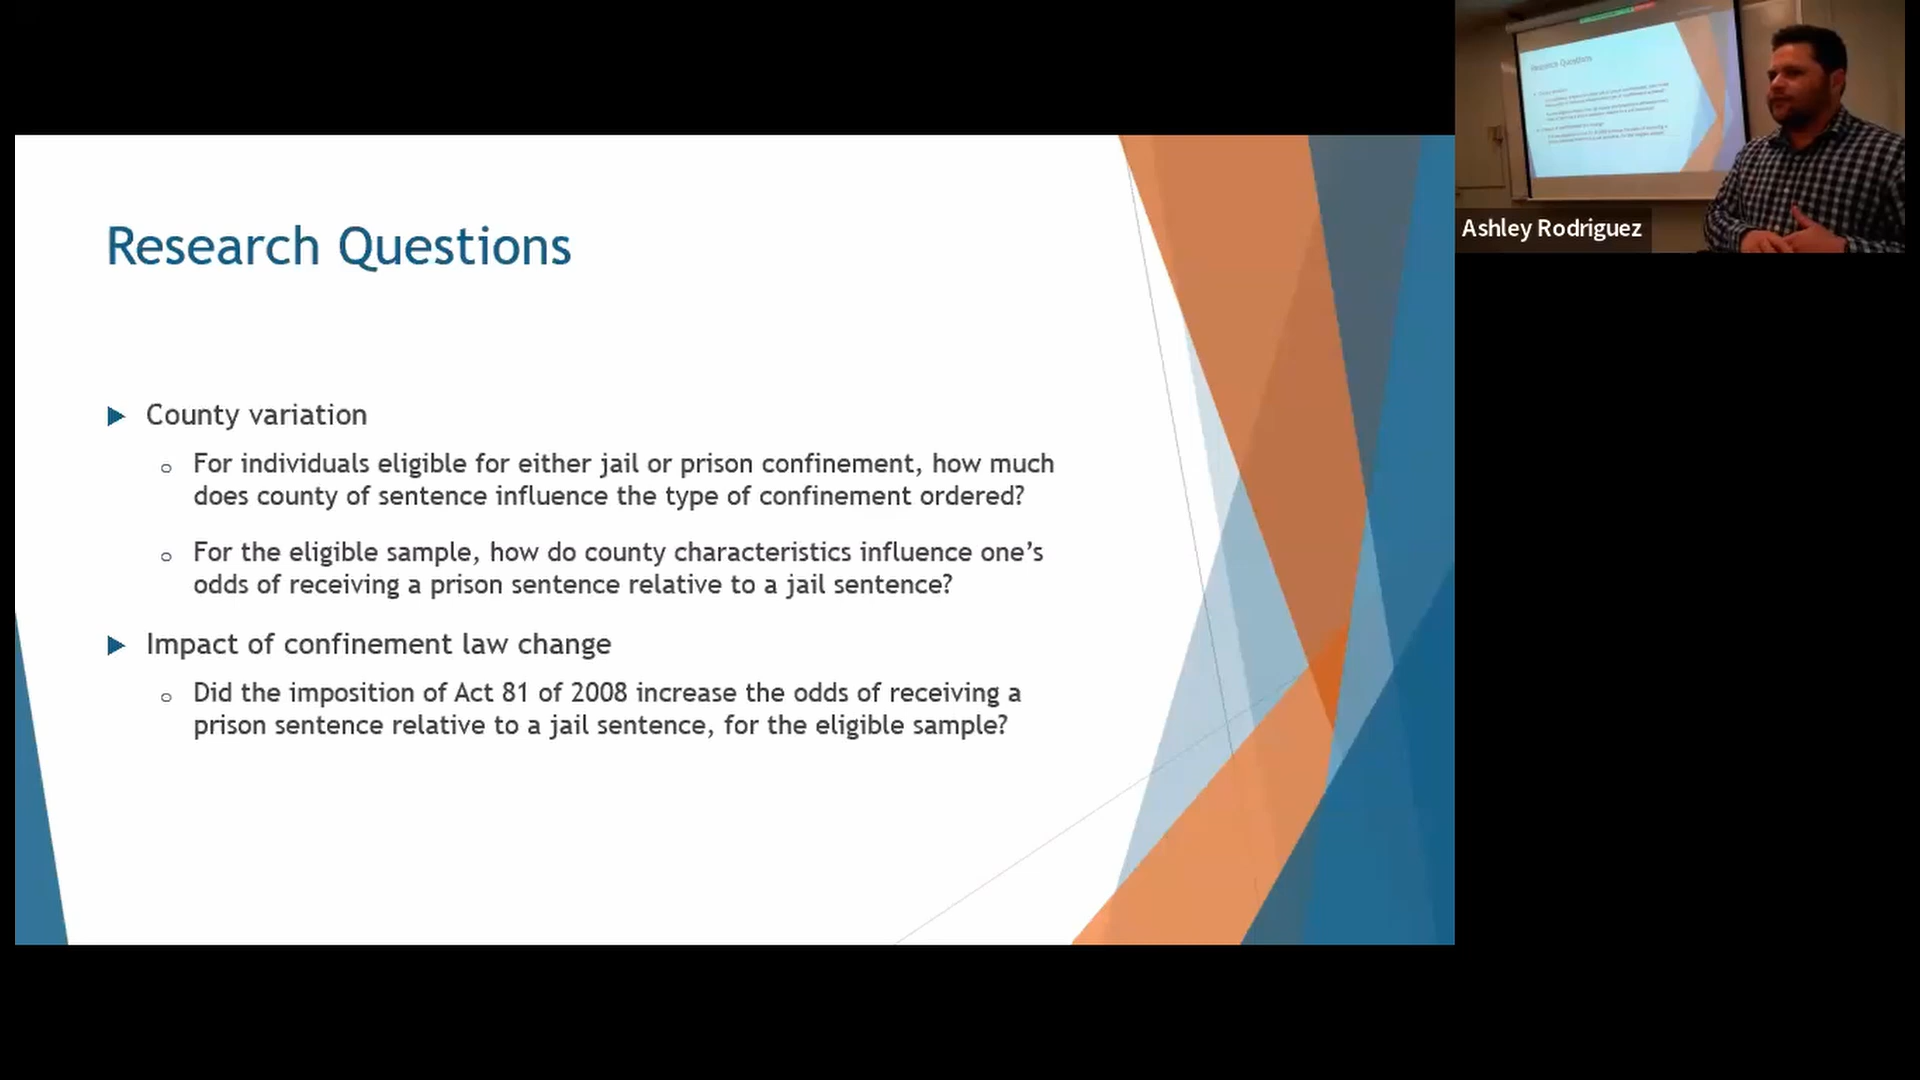 Research Questions
County variation
For individuals eligible for either jail or prison confinement, how much
does county of sentence influence the type of confinement ordered?
For the eligible sample, how do county characteristics influence one’s
odds of receiving a prison sentence relative to a jail sentence?
Impact of confinement law change
Did the imposition of Act 81 of 2008 increase the odds of receiving a
prison sentence relative to a jail sentence, for the eligible sample?
Research Questions
Ashley Rodriguez